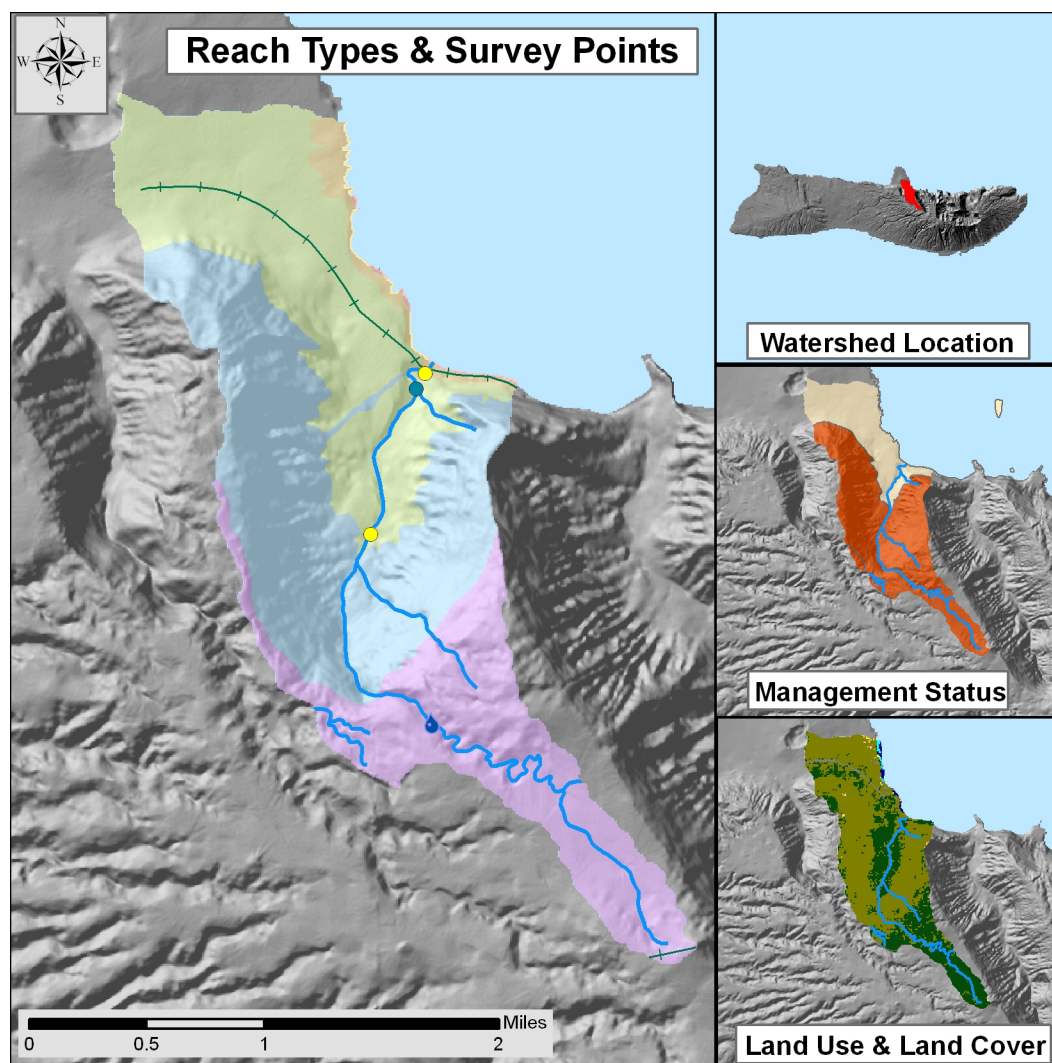 N
W E
S
Reach Types & Survey Points
Watershed Location
Management Status
Land Use & Land Cover
Miles
0 0.5 1 2